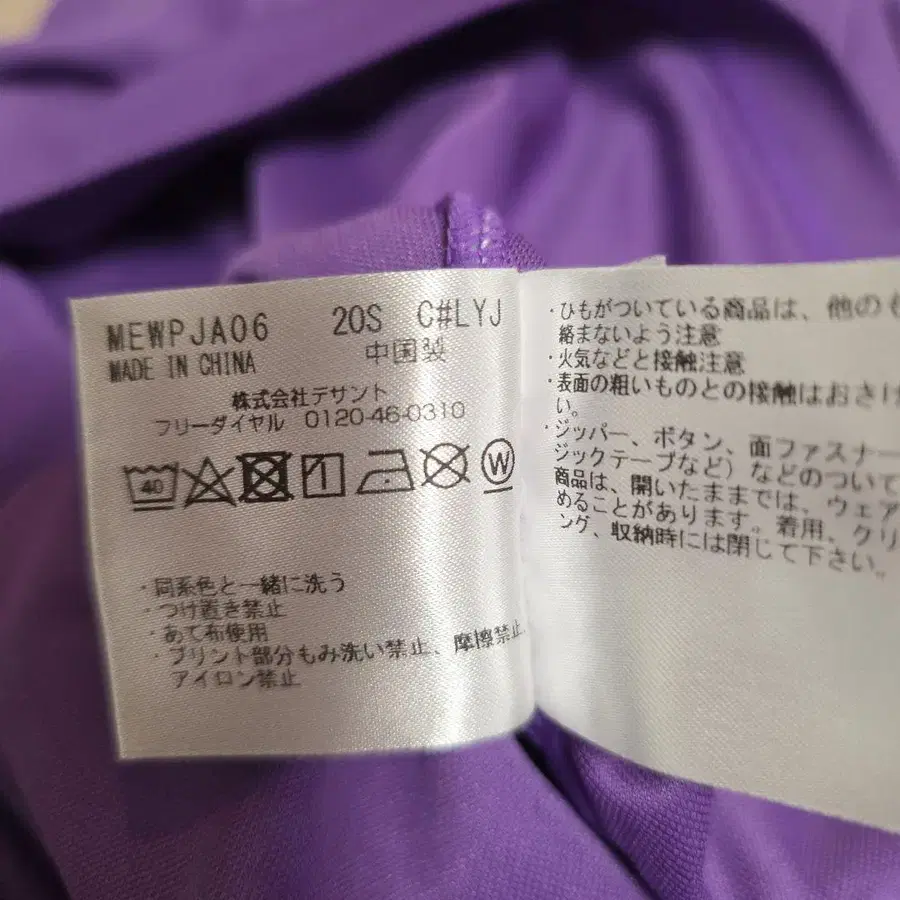 MEWPJA06 20S C#LYJ
MADE IN CHINA 中国製
株式会社デサント
フリーダイヤル 0120-46-0310
40 W
・同系色と一緒に洗う
・つけ置き禁止
・あて布使用
・プリント部分もみ洗い禁止、摩擦禁止、
アイロン禁止
・ひもがついている商品は、他のも
絡まないよう注意
・火気などと接触注意
・表面の粗いものとの接触はおさけ
い。
・ジッパー、ボタン、面ファスナー
ジックテープなど）などのついて
商品は、開いたままでは、ウェア
めることがあります。着用、クリ
ング、収納時には閉じて下さい。